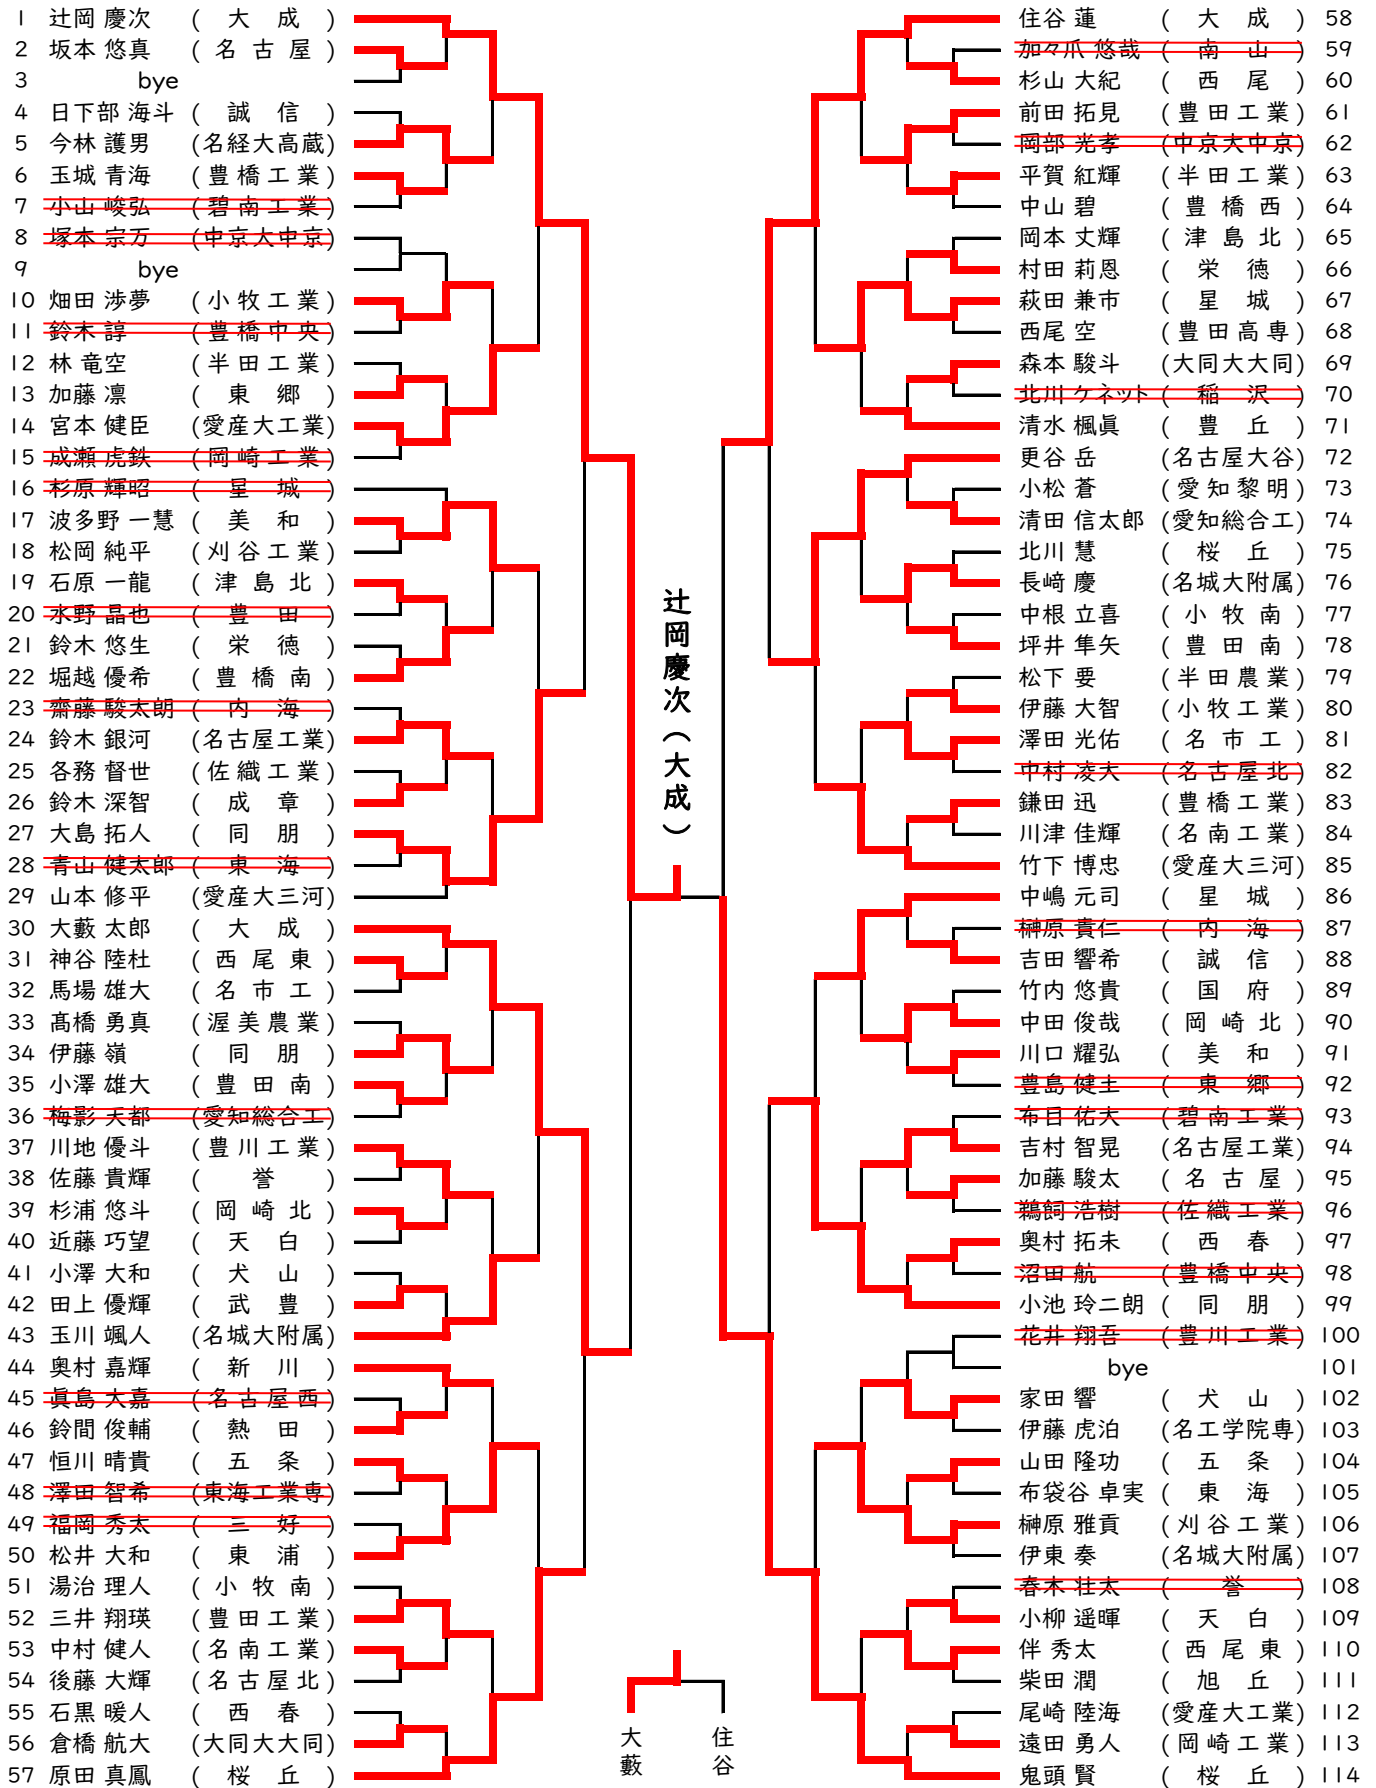 1 辻岡 慶次 ( 大 成 )
2 坂本 悠真 ( 名 古 屋 )
3 bye
4 日下部 海斗 ( 誠 信 )
5 今林 護男 (名経大高蔵)
6 玉城 青海 (豊橋工業)
7 小山 峻弘 (碧南工業)
8 塚本 宗万 (中京大中京)
9 bye
10 畑田 渉夢 (小牧工業)
11 鈴木 諄 (豊橋中央)
12 林 竜空 (半田工業)
13 加藤 凛 ( 東 郷 )
14 宮本 健臣 (愛産大工業)
15 成瀬 虎鉄 (岡崎工業)
16 杉原 輝昭 ( 星 城 )
17 波多野 一慧 ( 美 和 )
18 松岡 純平 (刈谷工業)
19 石原 一龍 ( 津 島 北 )
20 水野 晶也 ( 豊 田 )
21 鈴木 悠生 ( 栄 徳 )
22 堀越 優希 ( 豊 橋 南 )
23 齋藤 駿太朗 ( 内 海 )
24 鈴木 銀河 (名古屋工業)
25 各務 督世 (佐織工業)
26 鈴木 深智 ( 成 章 )
27 大島 拓人 ( 同 朋 )
28 青山 健太郎 ( 東 海 )
29 山本 修平 (愛産大三河)
30 大藪 太郎 ( 大 成 )
31 神谷 陸杜 ( 西 尾 東 )
32 馬場 雄大 ( 名 市 工 )
33 髙橋 勇真 (渥美農業)
34 伊藤 嶺 ( 同 朋 )
35 小澤 雄大 ( 豊 田 南 )
36 梅影 天都 (愛知総合工)
37 川地 優斗 (豊川工業)
38 佐藤 貴輝 ( 誉 )
39 杉浦 悠斗 ( 岡 崎 北 )
40 近藤 巧望 ( 天 白 )
41 小澤 大和 ( 犬 山 )
42 田上 優輝 ( 武 豊 )
43 玉川 颯人 (名城大附属)
44 奥村 嘉輝 ( 新 川 )
45 眞島 大嘉 (名古屋西)
46 鈴間 俊輔 ( 熱 田 )
47 恒川 晴貴 ( 五 条 )
48 澤田 智希 (東海工業専)
49 福岡 秀太 ( 三 好 )
50 松井 大和 ( 東 浦 )
51 湯治 理人 ( 小 牧 南 )
52 三井 翔瑛 (豊田工業)
53 中村 健人 (名南工業)
54 後藤 大輝 (名古屋北)
55 石黒 暖人 ( 西 春 )
56 倉橋 航大 (大同大大同)
57 原田 真鳳 ( 桜 丘 )
辻岡慶次(大成)
大藪
住谷
住谷 蓮 ( 大 成 ) 58
加々爪 悠哉 ( 南 山 ) 59
杉山 大紀 ( 西 尾 ) 60
前田 拓見 (豊田工業) 61
岡部 光孝 (中京大中京) 62
平賀 紅輝 (半田工業) 63
中山 碧 ( 豊 橋 西 ) 64
岡本 丈輝 ( 津 島 北 ) 65
村田 莉恩 ( 栄 徳 ) 66
萩田 兼市 ( 星 城 ) 67
西尾 空 (豊田高専) 68
森本 駿斗 (大同大大同) 69
北川 ケネット ( 稲 沢 ) 70
清水 楓眞 ( 豊 丘 ) 71
更谷 岳 (名古屋大谷) 72
小松 蒼 (愛知黎明) 73
清田 信太郎 (愛知総合工) 74
北川 慧 ( 桜 丘 ) 75
長﨑 慶 (名城大附属) 76
中根 立喜 ( 小 牧 南 ) 77
坪井 隼矢 ( 豊 田 南 ) 78
松下 要 (半田農業) 79
伊藤 大智 (小牧工業) 80
澤田 光佑 ( 名 市 工 ) 81
中村 凌大 (名古屋北) 82
鎌田 迅 (豊橋工業) 83
川津 佳輝 (名南工業) 84
竹下 博忠 (愛産大三河) 85
中嶋 元司 ( 星 城 ) 86
榊原 貴仁 ( 内 海 ) 87
吉田 響希 ( 誠 信 ) 88
竹内 悠貴 ( 国 府 ) 89
中田 俊哉 ( 岡 崎 北 ) 90
川口 耀弘 ( 美 和 ) 91
豊島 健主 ( 東 郷 ) 92
布目 佑大 (碧南工業) 93
吉村 智晃 (名古屋工業) 94
加藤 駿太 ( 名 古 屋 ) 95
鵜飼 浩樹 (佐織工業) 96
奥村 拓未 ( 西 春 ) 97
沼田 航 (豊橋中央) 98
小池 玲二朗 ( 同 朋 ) 99
花井 翔吾 (豊川工業) 100
bye 101
家田 響 ( 犬 山 ) 102
伊藤 虎泊 (名工学院専) 103
山田 隆功 ( 五 条 ) 104
布袋谷 卓実 ( 東 海 ) 105
榊原 雅貢 (刈谷工業) 106
伊東 奏 (名城大附属) 107
春木 壮太 ( 誉 ) 108
小柳 遥暉 ( 天 白 ) 109
伴 秀太 ( 西 尾 東 ) 110
柴田 潤 ( 旭 丘 ) 111
尾崎 陸海 (愛産大工業) 112
遠田 勇人 (岡崎工業) 113
鬼頭 賢 ( 桜 丘 ) 114